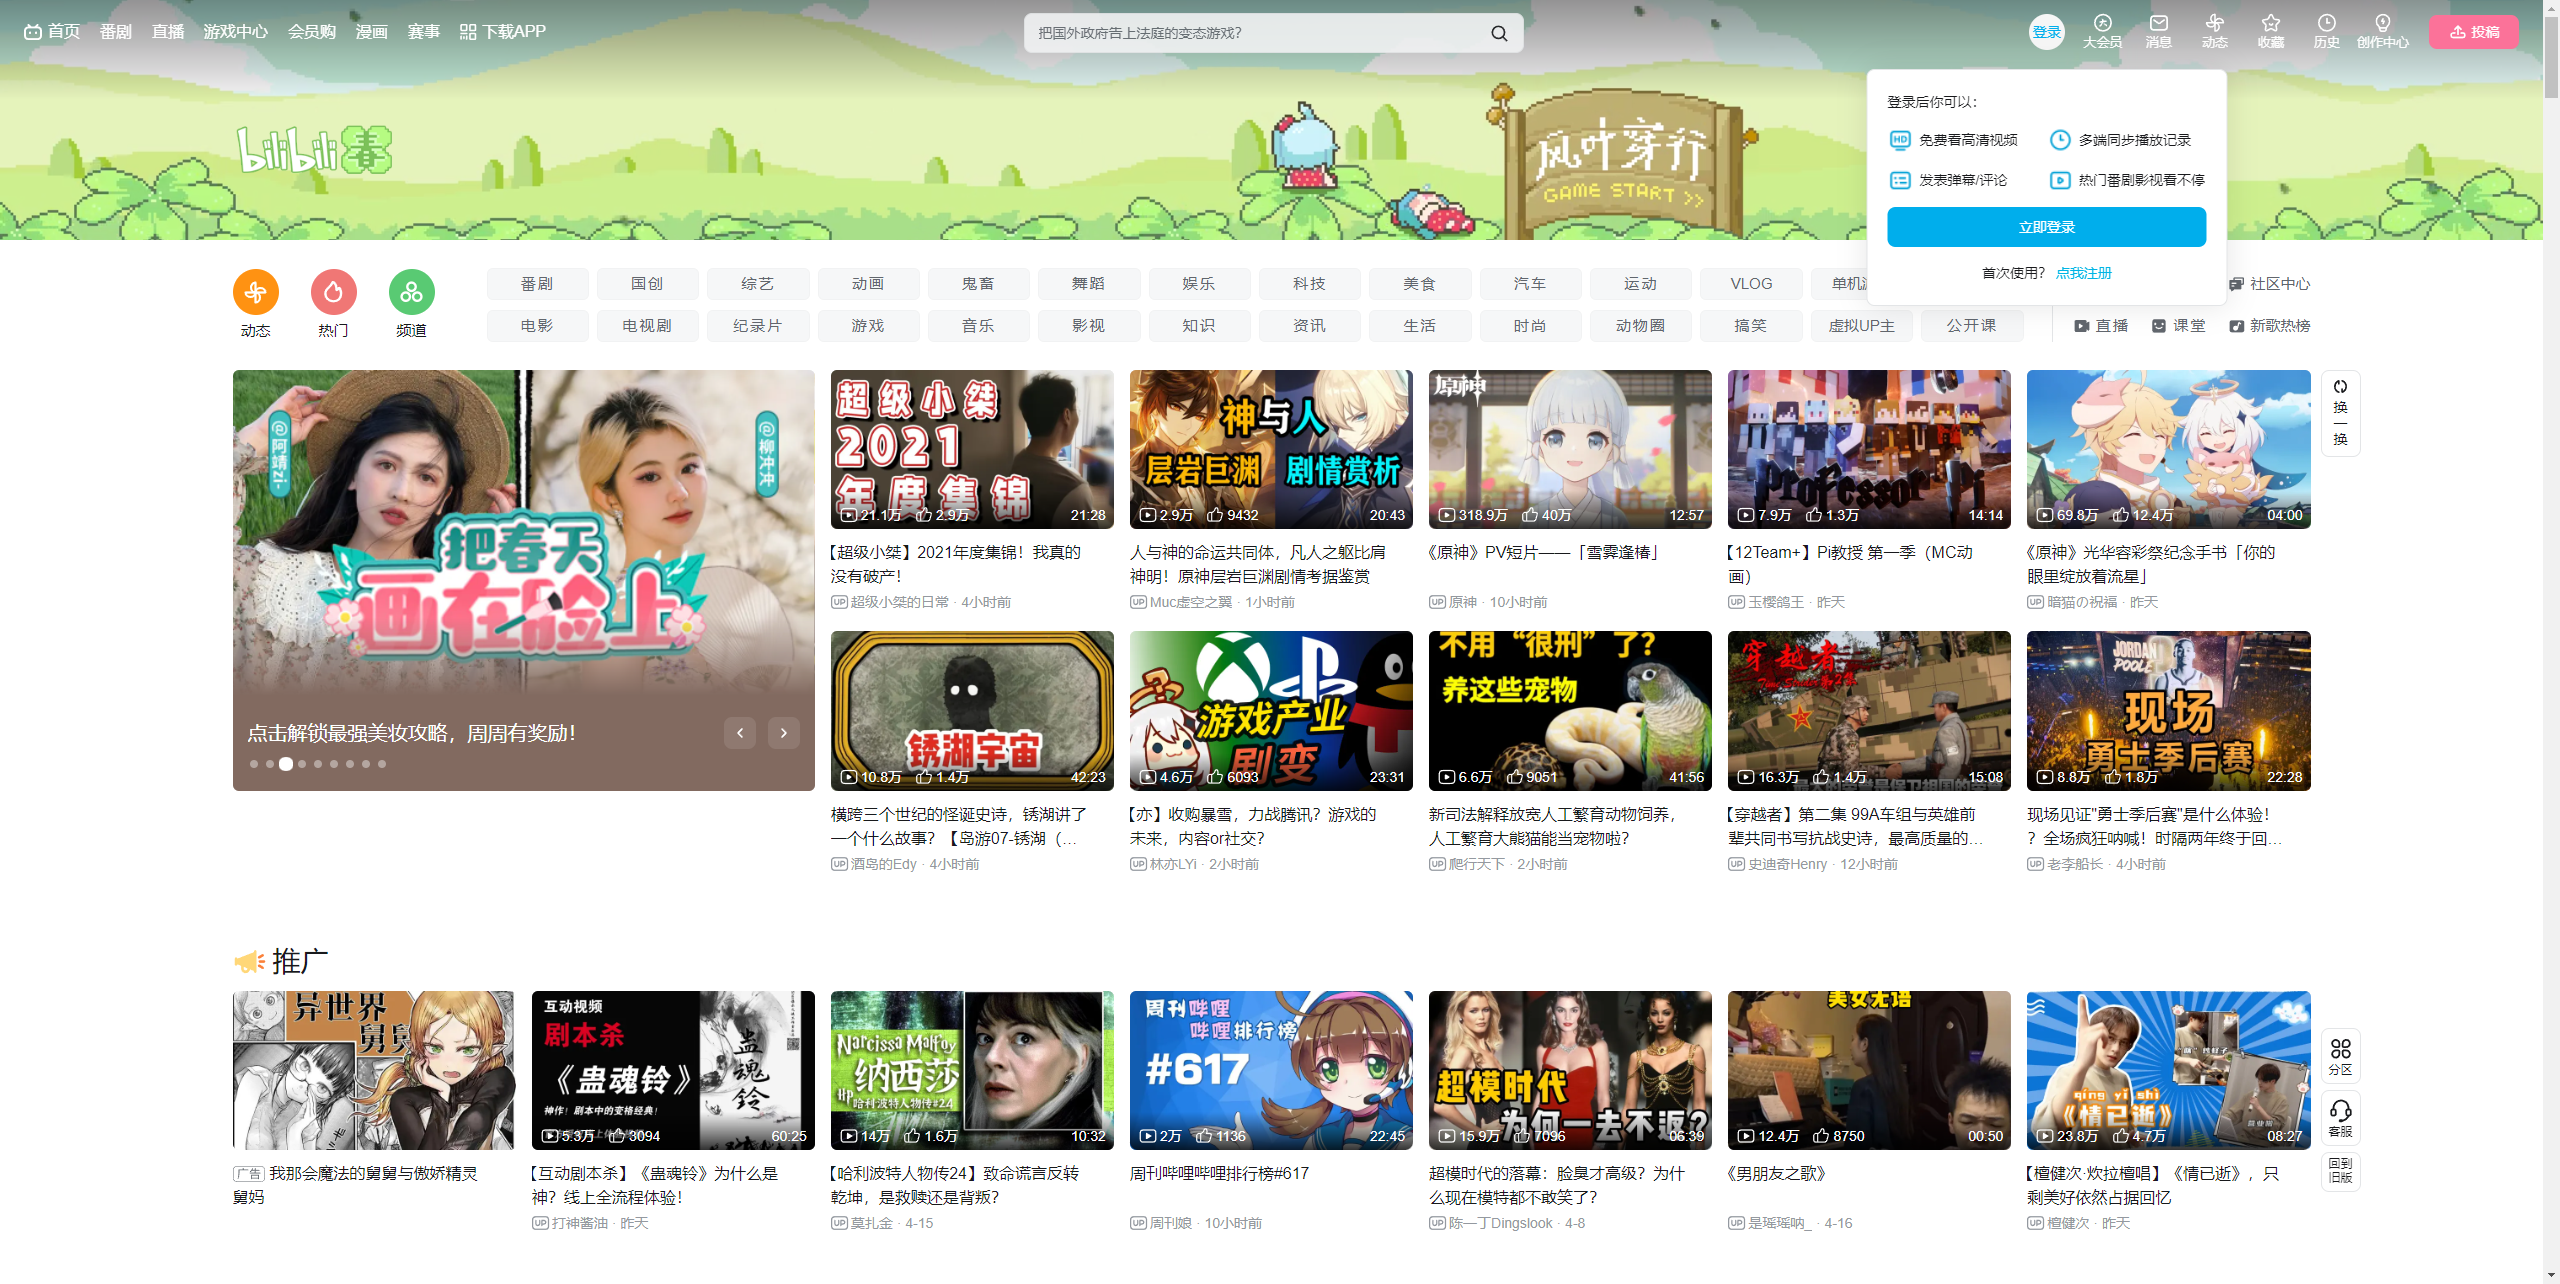 首页 番剧 直播 游戏中心 会员购 漫画 赛事 下载APP
把国外政府告上法庭的变态游戏?
登录 大会员 消息 动态 收藏 历史 创作中心 投稿
bilibili 春
风叶穿行
GAME START >>
登录后你可以：
免费看高清视频 多端同步播放记录
发表弹幕/评论 热门番剧影视看不停
立即登录
首次使用？ 点我注册
动态 热门 频道
番剧 国创 综艺 动画 鬼畜 舞蹈 娱乐 科技 美食 汽车 运动 VLOG 单机 社区中心
电影 电视剧 纪录片 游戏 音乐 影视 知识 资讯 生活 时尚 动物圈 搞笑 虚拟UP主 公开课 直播 课堂 新歌热榜
@阿靖zi-
@柳冲冲
把春天
画在脸上
点击解锁最强美妆攻略，周周有奖励！
超级小桀
2021
年度集锦
21.1万 2.9万 21:28
【超级小桀】2021年度集锦！我真的
没有破产！
UP 超级小桀的日常 · 4小时前
神与人
层岩巨渊 剧情赏析
2.9万 9432 20:43
人与神的命运共同体，凡人之躯比肩
神明！原神层岩巨渊剧情考据鉴赏
UP Muc虚空之翼 · 1小时前
原神
318.9万 40万 12:57
《原神》PV短片——「雪霁逢椿」
UP 原神 · 10小时前
Professor Pi
7.9万 1.3万 14:14
【12Team+】Pi教授 第一季（MC动
画）
UP 玉樱鸽王 · 昨天
69.8万 12.4万 04:00
《原神》光华容彩祭纪念手书「你的
眼里绽放着流星」
UP 暗猫の祝福 · 昨天
换一换
锈湖宇宙
10.8万 1.4万 42:23
横跨三个世纪的怪诞史诗，锈湖讲了
一个什么故事？【岛游07-锈湖（...
UP 酒岛的Edy · 4小时前
游戏产业
剧变
4.6万 6093 23:31
【亦】收购暴雪，力战腾讯？游戏的
未来，内容or社交？
UP 林亦LYi · 2小时前
不用“很刑”了？
养这些宠物
6.6万 9051 41:56
新司法解释放宽人工繁育动物饲养，
人工繁育大熊猫能当宠物啦？
UP 爬行天下 · 2小时前
穿越者
第2集
16.3万 1.4万 15:08
【穿越者】第二集 99A车组与英雄前
辈共同书写抗战史诗，最高质量的...
UP 史迪奇Henry · 12小时前
JORDAN
POOLE
现场
勇士季后赛
8.8万 1.8万 22:28
现场见证"勇士季后赛"是什么体验！
？全场疯狂呐喊！时隔两年终于回...
UP 老李船长 · 4小时前
推广
异世界
舅舅
广告 我那会魔法的舅舅与傲娇精灵
舅妈
互动视频
剧本杀
《蛊魂铃》
神作！剧本中的变格经典！
蛊魂铃
5.3万 3094 60:25
【互动剧本杀】《蛊魂铃》为什么是
神？线上全流程体验！
UP 打神酱油 · 昨天
Narcissa Malfoy
纳西莎
HP哈利波特人物传#24
14万 1.6万 10:32
【哈利波特人物传24】致命谎言反转
乾坤，是救赎还是背叛？
UP 莫扎金 · 4-15
周刊哔哩
哔哩排行榜
#617
2万 1136 22:45
周刊哔哩哔哩排行榜#617
UP 周刊娘 · 10小时前
超模时代
为何一去不返？
15.9万 7096 06:39
超模时代的落幕：脸臭才高级？为什
么现在模特都不敢笑了？
UP 陈一丁Dingslook · 4-8
美女无语
12.4万 8750 00:50
《男朋友之歌》
UP 是瑶瑶呐_ · 4-16
qing yi shi
《情已逝》
23.8万 4.7万 08:27
【檀健次·炊拉檀唱】《情已逝》，只
剩美好依然占据回忆
UP 檀健次 · 昨天
分区
客服
回到
旧版